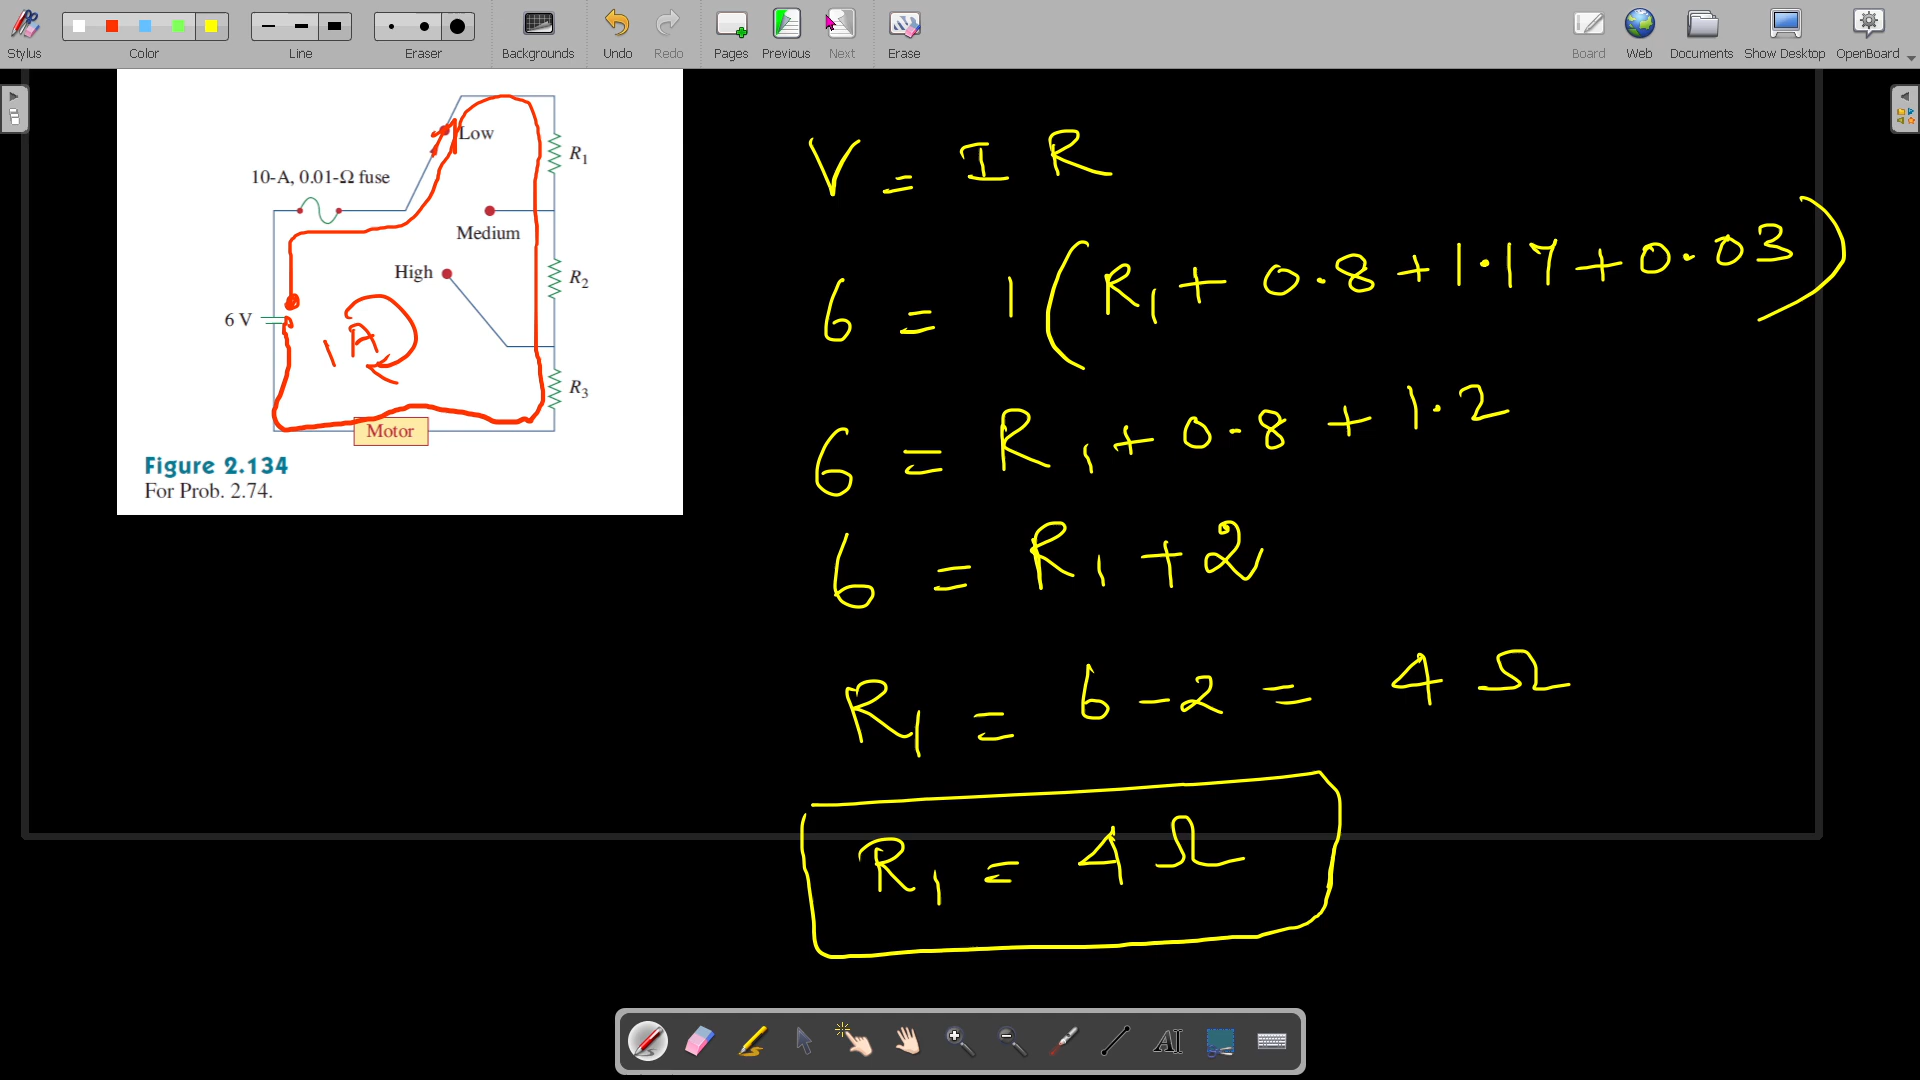 Stylus Color Line Eraser Backgrounds Undo Redo Pages Previous Next Erase Board Web Documents Show Desktop OpenBoard
Low
R1
10-A, 0.01-Ω fuse
Medium
High
R2
6 V
1A
R3
Motor
Figure 2.134
For Prob. 2.74.
V = I R
6 = 1 (R1 + 0.8 + 1.17 + 0.03)
6 = R1 + 0.8 + 1.2
6 = R1 + 2
R1 = 6 - 2 = 4 Ω
R1 = 4 Ω